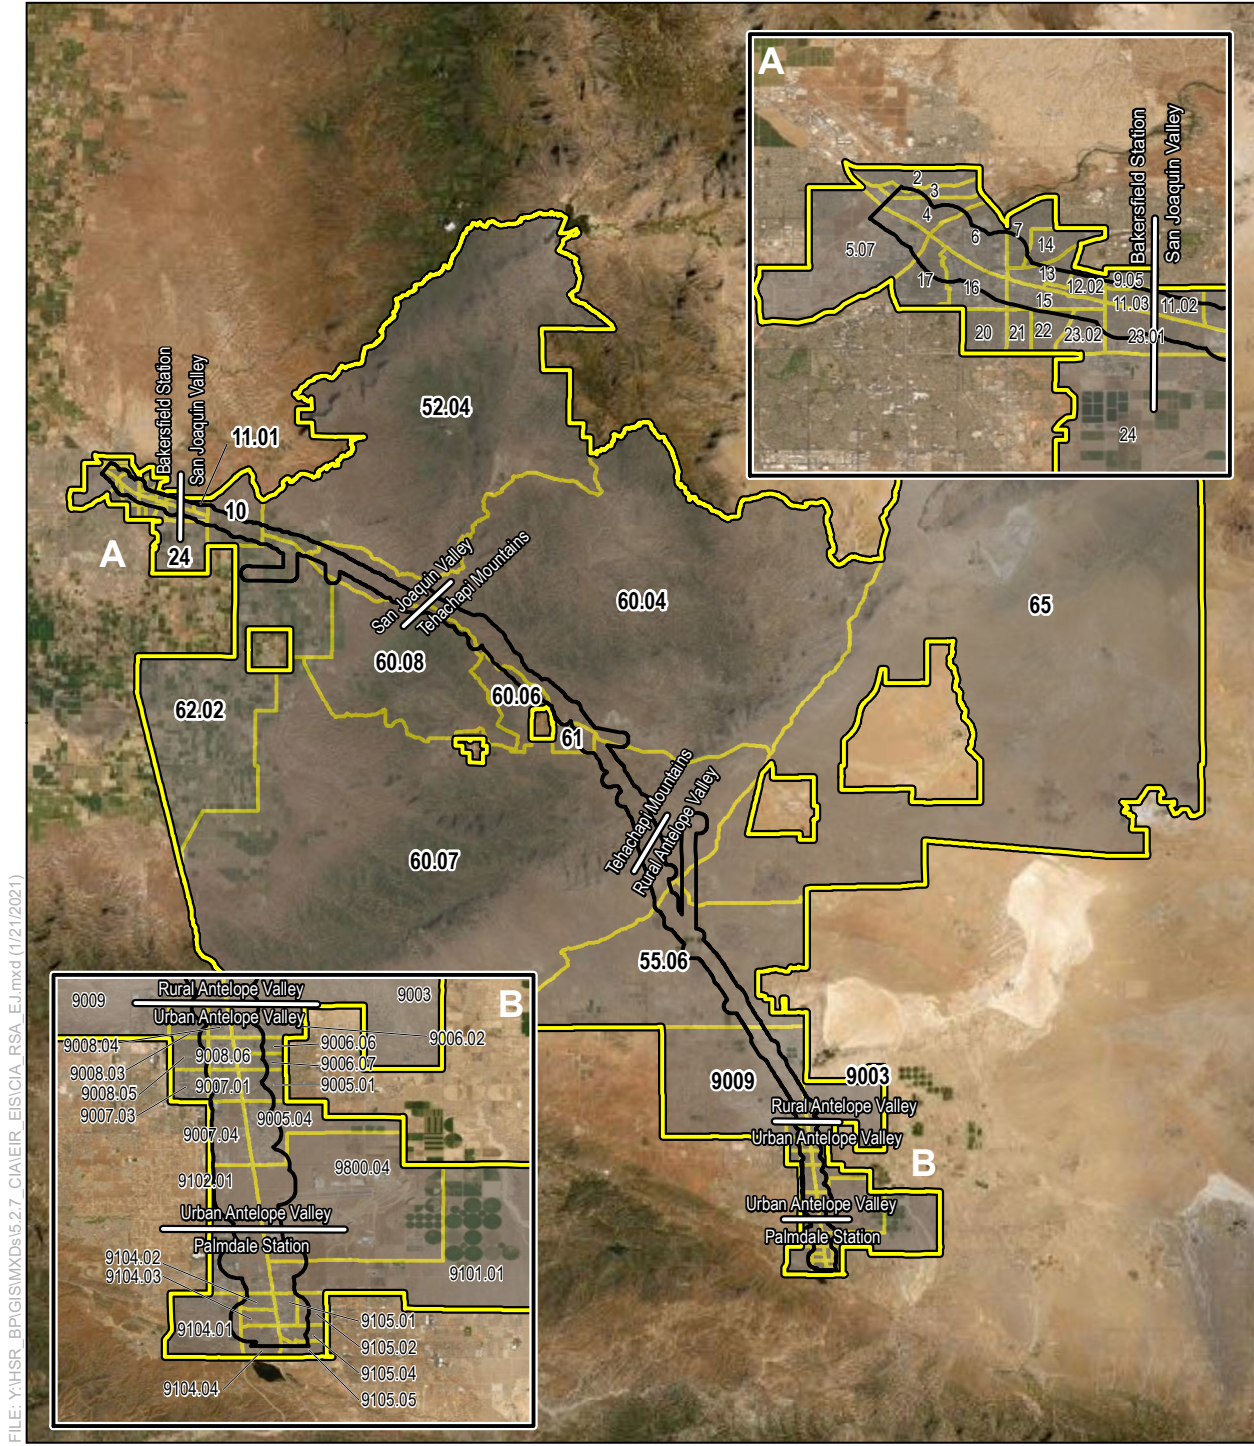 A
Bakersfield Station
San Joaquin Valley
2
3
4
5.07
6
7
14
13
17
16
12.02
9.05
15
11.03
11.02
20
21
22
23.02
23.01
24
Bakersfield Station
San Joaquin Valley
11.01
52.04
10
A
24
San Joaquin Valley
Tehachapi Mountains
60.04
65
60.08
60.06
62.02
61
Tehachapi Mountains
Rural Antelope Valley
60.07
55.06
9009
9003
Rural Antelope Valley
Urban Antelope Valley
B
Urban Antelope Valley
Palmdale Station
B
9009
Rural Antelope Valley
9003
Urban Antelope Valley
9008.04
9006.06
9006.02
9008.03
9008.06
9006.07
9008.05
9007.01
9005.01
9007.03
9005.04
9007.04
9800.04
9102.01
Urban Antelope Valley
Palmdale Station
9104.02
9104.03
9101.01
9104.01
9105.01
9105.02
9105.04
9104.04
9105.05
FILE: Y:\HSR_BP\GIS\MXDs\5.2.7_CIA\EIR_EIS\CIA_RSA_EJ.mxd (1/21/2021)